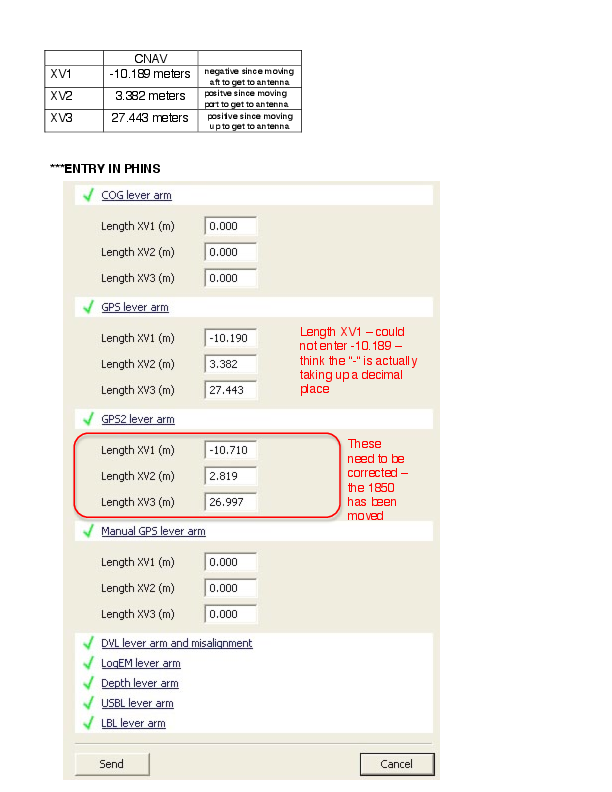 CNAV
XV1 -10.189 meters negative since moving
aft to get to antenna
XV2 3.382 meters positve since moving
port to get to antenna
XV3 27.443 meters positive since moving
up to get to antenna
***ENTRY IN PHINS
COG lever arm
Length XV1 (m) 0.000
Length XV2 (m) 0.000
Length XV3 (m) 0.000
GPS lever arm
Length XV1 (m) -10.190
Length XV2 (m) 3.382
Length XV3 (m) 27.443
Length XV1 – could
not enter -10.189 –
think the "-" is actually
taking up a decimal
place
GPS2 lever arm
Length XV1 (m) -10.710
Length XV2 (m) 2.819
Length XV3 (m) 26.997
These
need to be
corrected –
the 1850
has been
moved
Manual GPS lever arm
Length XV1 (m) 0.000
Length XV2 (m) 0.000
Length XV3 (m) 0.000
DVL lever arm and misalignment
LogEM lever arm
Depth lever arm
USBL lever arm
LBL lever arm
Send Cancel